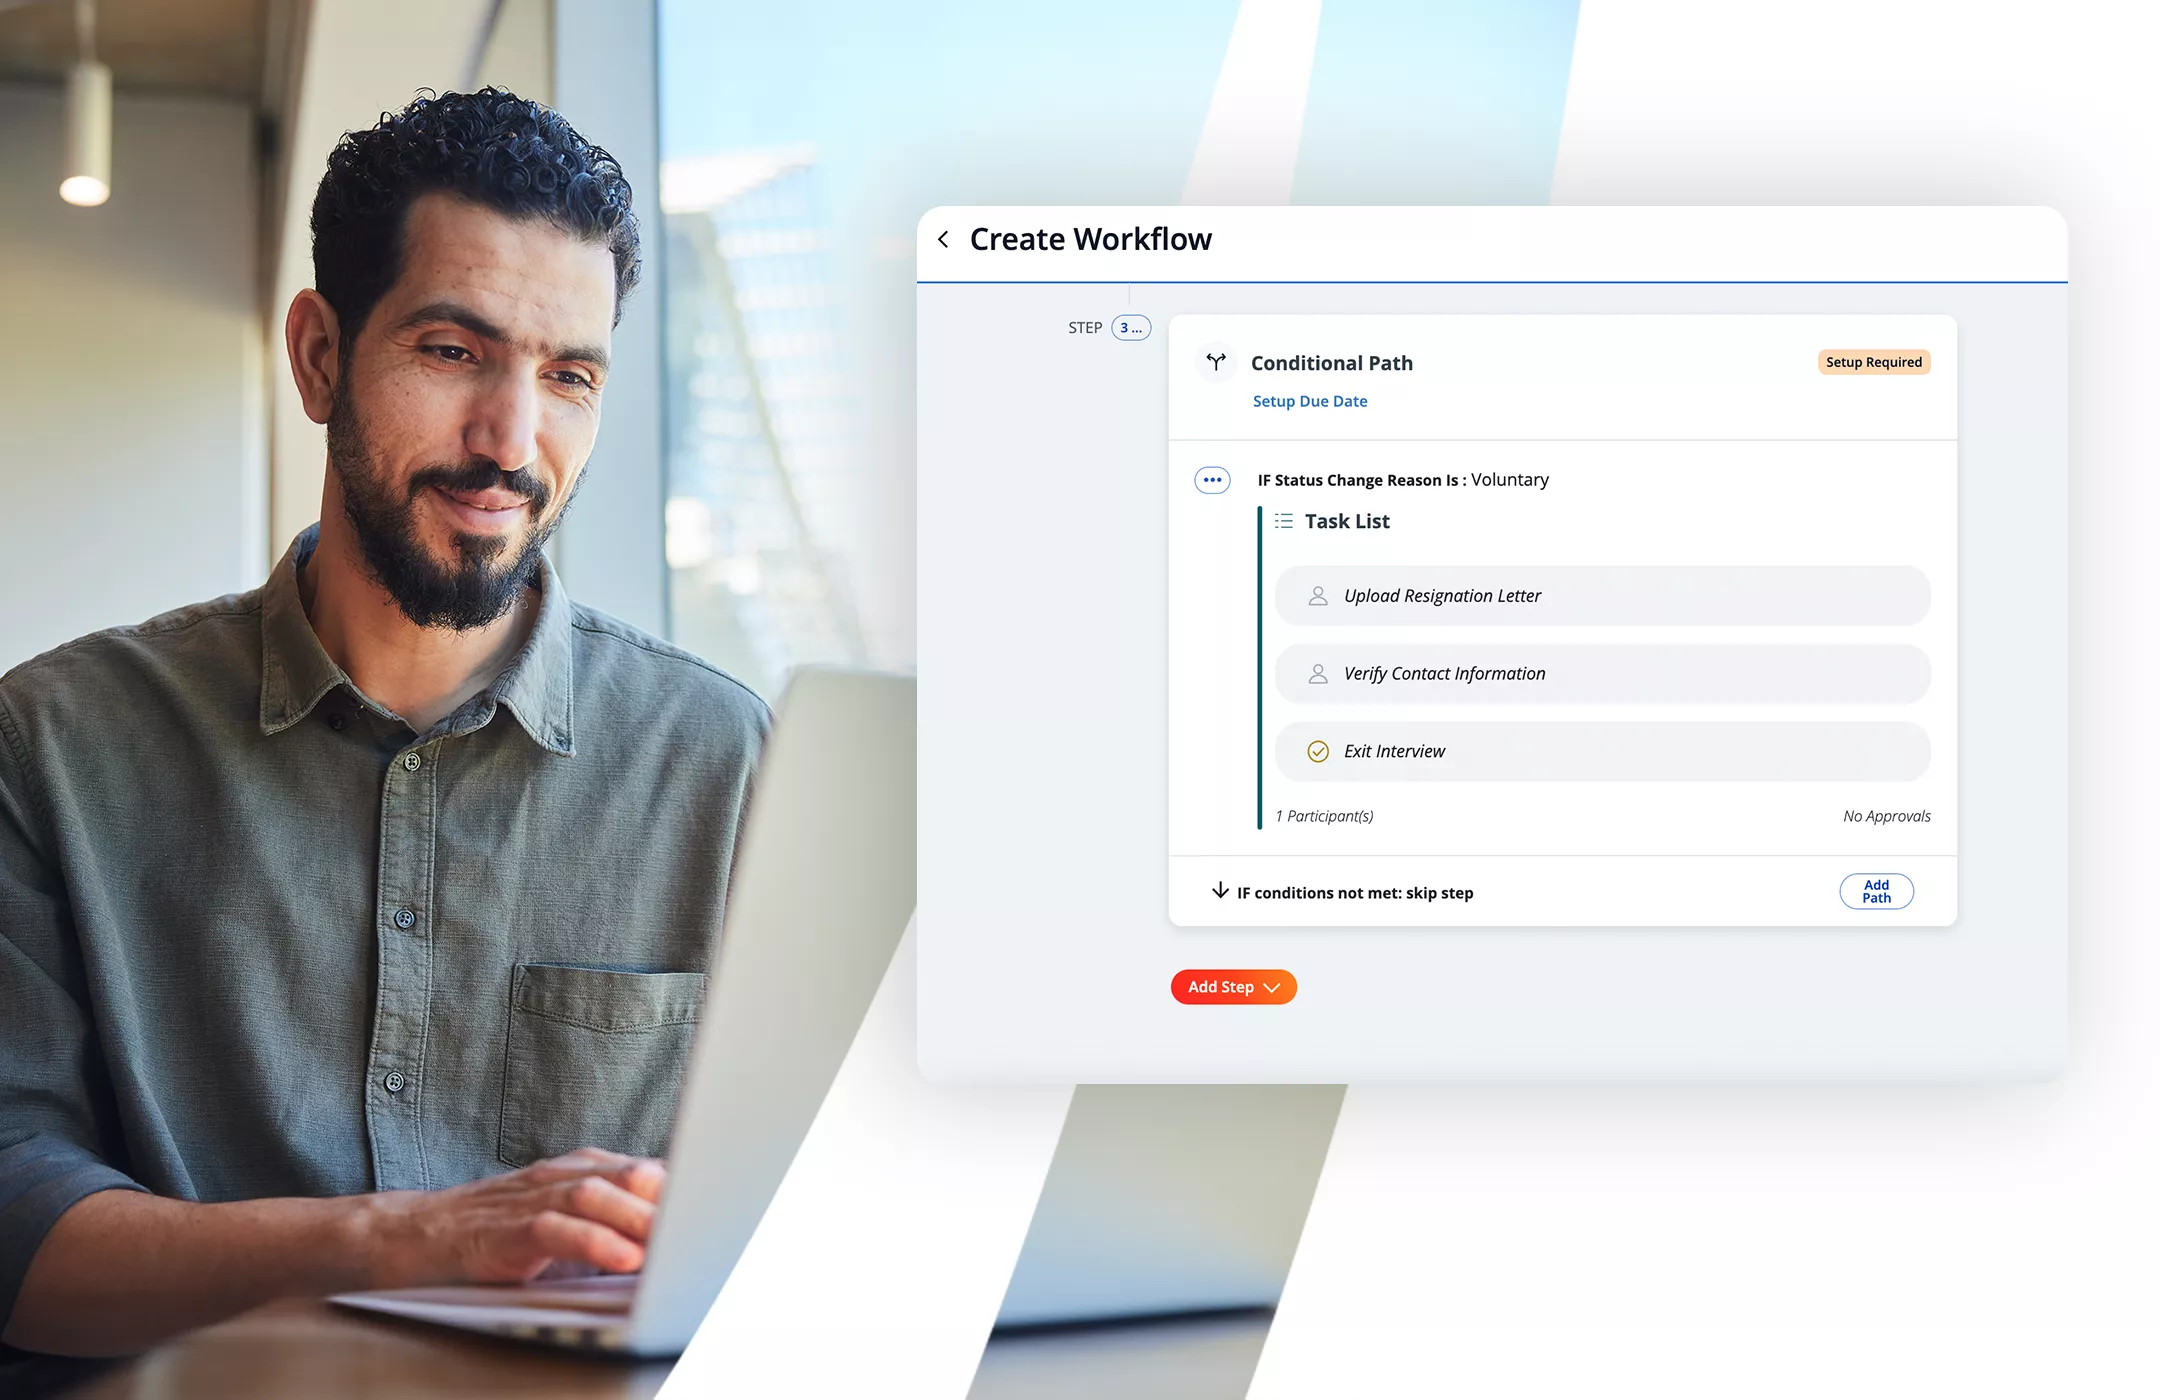 Create Workflow
STEP 3 ...
Conditional Path
Setup Required
Setup Due Date
IF Status Change Reason Is : Voluntary
Task List
Upload Resignation Letter
Verify Contact Information
Exit Interview
1 Participant(s)
No Approvals
IF conditions not met: skip step
Add
Path
Add Step